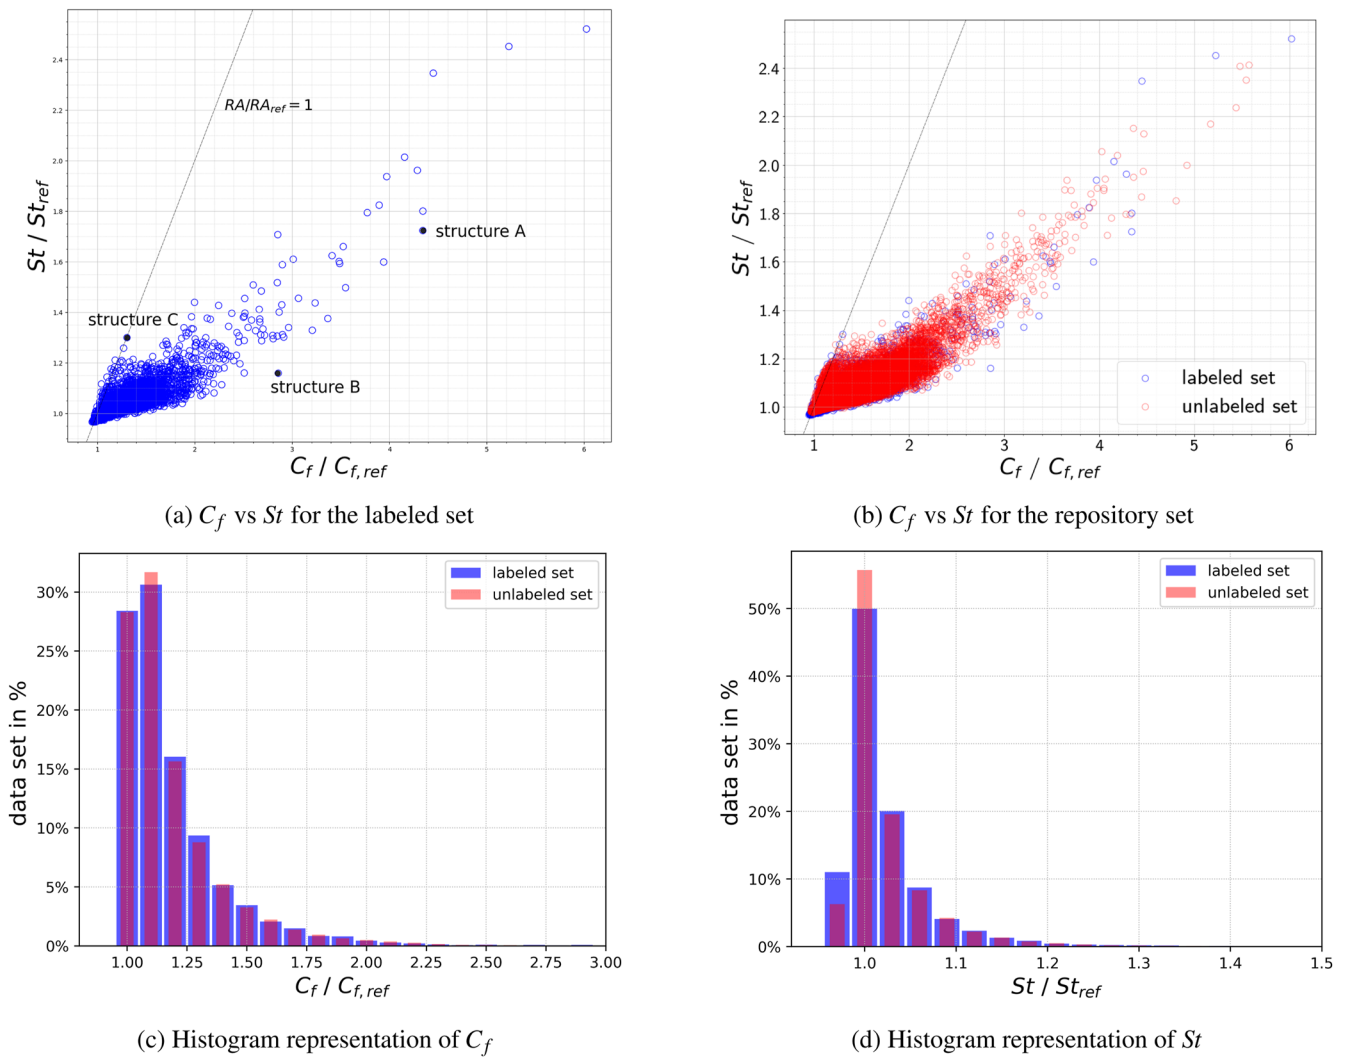 St / St_ref
2.4
2.2
2.0
1.8
1.6
1.4
1.2
1.0
RA/RA_ref = 1
structure A
structure C
structure B
1 2 3 4 5 6
C_f / C_f,ref
(a) C_f vs St for the labeled set
St / St_ref
2.4
2.2
2.0
1.8
1.6
1.4
1.2
1.0
labeled set
unlabeled set
1 2 3 4 5 6
C_f / C_f,ref
(b) C_f vs St for the repository set
data set in %
30%
25%
20%
15%
10%
5%
0%
labeled set
unlabeled set
1.00 1.25 1.50 1.75 2.00 2.25 2.50 2.75 3.00
C_f / C_f,ref
(c) Histogram representation of C_f
data set in %
50%
40%
30%
20%
10%
0%
labeled set
unlabeled set
1.0 1.1 1.2 1.3 1.4 1.5
St / St_ref
(d) Histogram representation of St